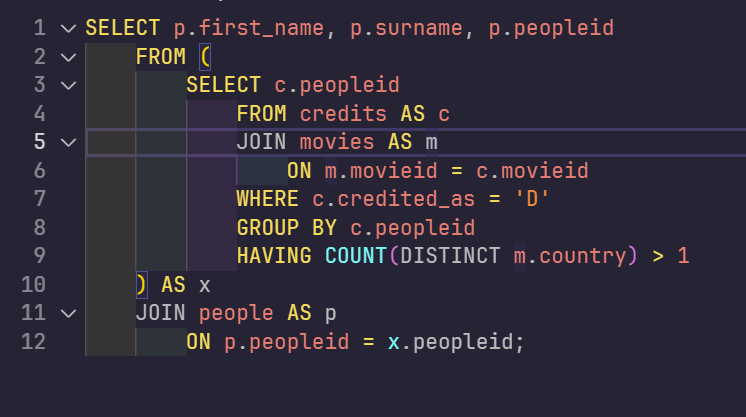 1 SELECT p.first_name, p.surname, p.peopleid
2 FROM (
3 SELECT c.peopleid
4 FROM credits AS c
5 JOIN movies AS m
6 ON m.movieid = c.movieid
7 WHERE c.credited_as = 'D'
8 GROUP BY c.peopleid
9 HAVING COUNT(DISTINCT m.country) > 1
10 ) AS x
11 JOIN people AS p
12 ON p.peopleid = x.peopleid;